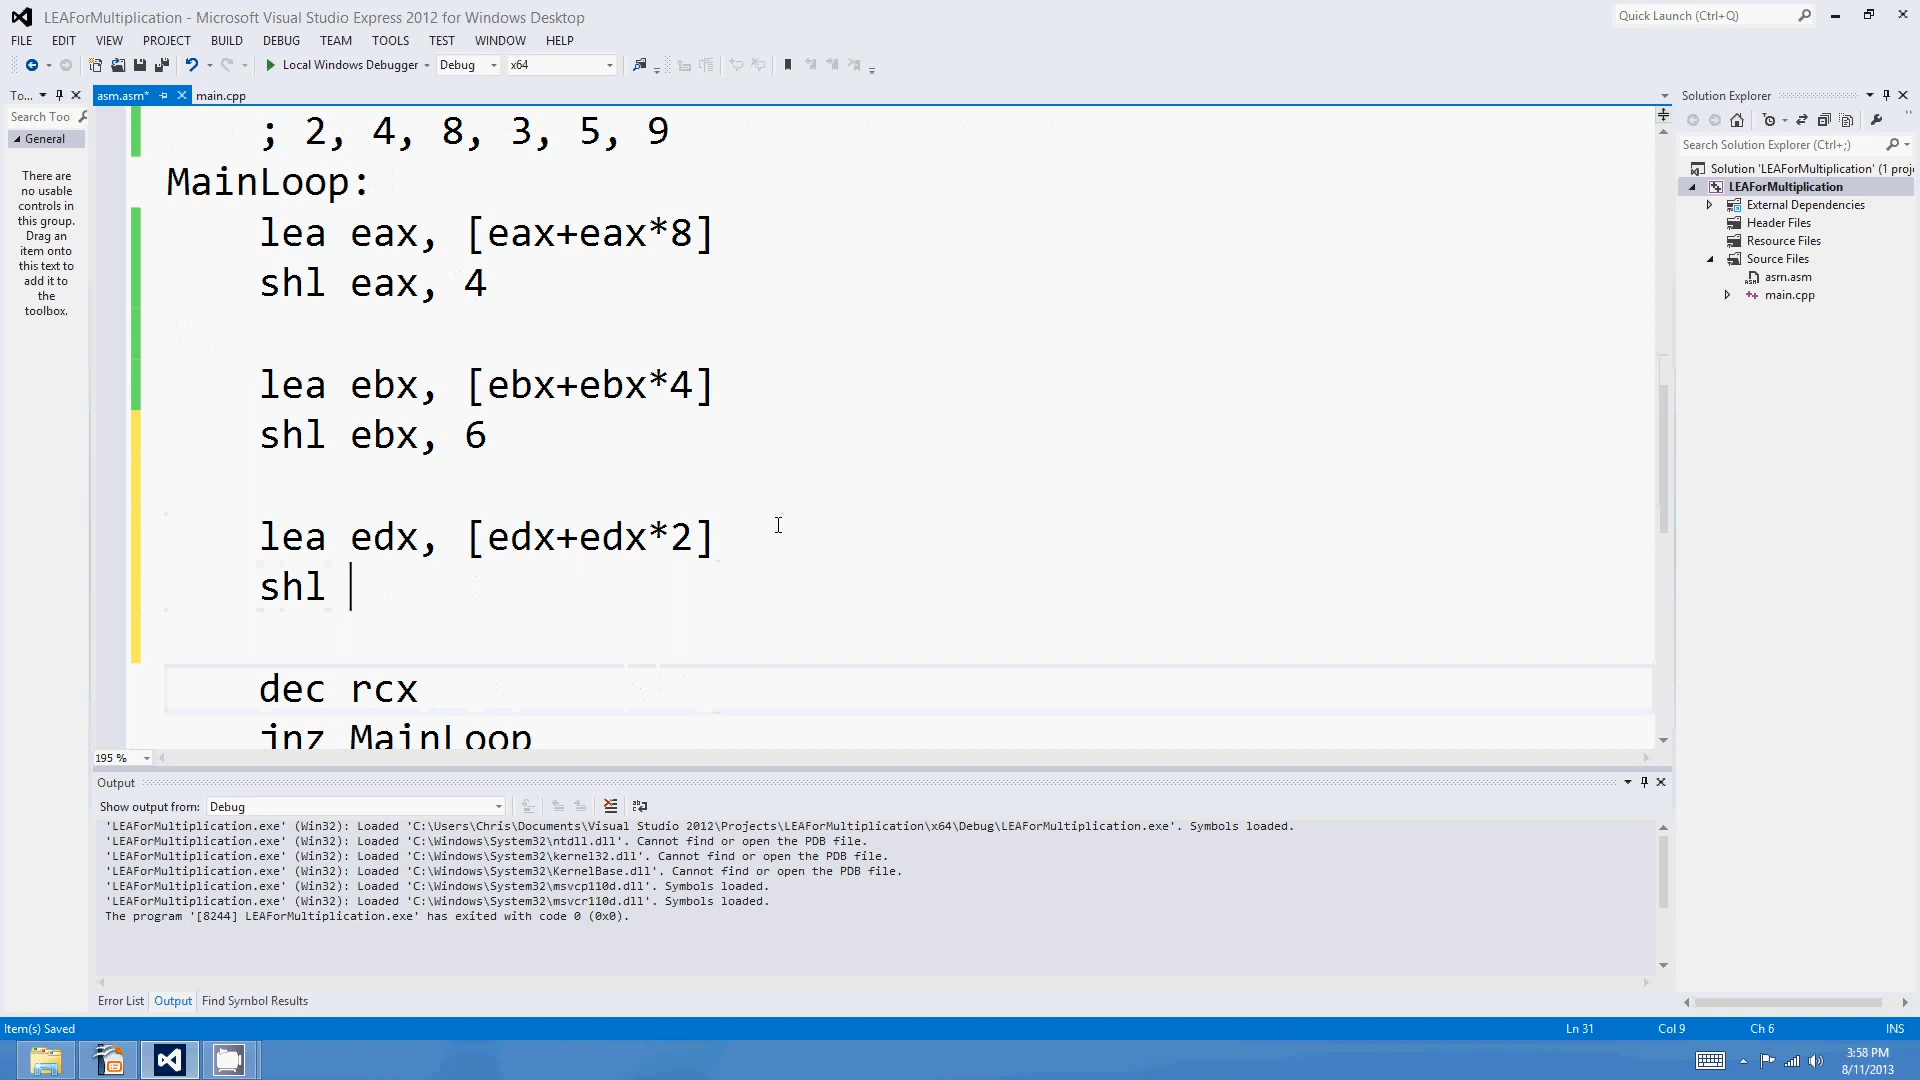 LEAForMultiplication - Microsoft Visual Studio Express 2012 for Windows Desktop
Quick Launch (Ctrl+Q)
FILE EDIT VIEW PROJECT BUILD DEBUG TEAM TOOLS TEST WINDOW HELP
Local Windows Debugger Debug x64
To...
asm.asm* main.cpp
Solution Explorer
Search Too
General
There are
no usable
controls in
this group.
Drag an
item onto
this text to
add it to
the
toolbox.
; 2, 4, 8, 3, 5, 9
MainLoop:
lea eax, [eax+eax*8]
shl eax, 4
lea ebx, [ebx+ebx*4]
shl ebx, 6
lea edx, [edx+edx*2]
shl
dec rcx
jnz MainLoop
195 %
Search Solution Explorer (Ctrl+;)
Solution 'LEAForMultiplication' (1 proj
LEAForMultiplication
External Dependencies
Header Files
Resource Files
Source Files
asm.asm
main.cpp
Output
Show output from: Debug
'LEAForMultiplication.exe' (Win32): Loaded 'C:\Users\Chris\Documents\Visual Studio 2012\Projects\LEAForMultiplication\x64\Debug\LEAForMultiplication.exe'. Symbols loaded.
'LEAForMultiplication.exe' (Win32): Loaded 'C:\Windows\System32\ntdll.dll'. Cannot find or open the PDB file.
'LEAForMultiplication.exe' (Win32): Loaded 'C:\Windows\System32\kernel32.dll'. Cannot find or open the PDB file.
'LEAForMultiplication.exe' (Win32): Loaded 'C:\Windows\System32\KernelBase.dll'. Cannot find or open the PDB file.
'LEAForMultiplication.exe' (Win32): Loaded 'C:\Windows\System32\msvcp110d.dll'. Symbols loaded.
'LEAForMultiplication.exe' (Win32): Loaded 'C:\Windows\System32\msvcr110d.dll'. Symbols loaded.
The program '[8244] LEAForMultiplication.exe' has exited with code 0 (0x0).
Error List Output Find Symbol Results
Item(s) Saved Ln 31 Col 9 Ch 6 INS
3:58 PM
8/11/2013